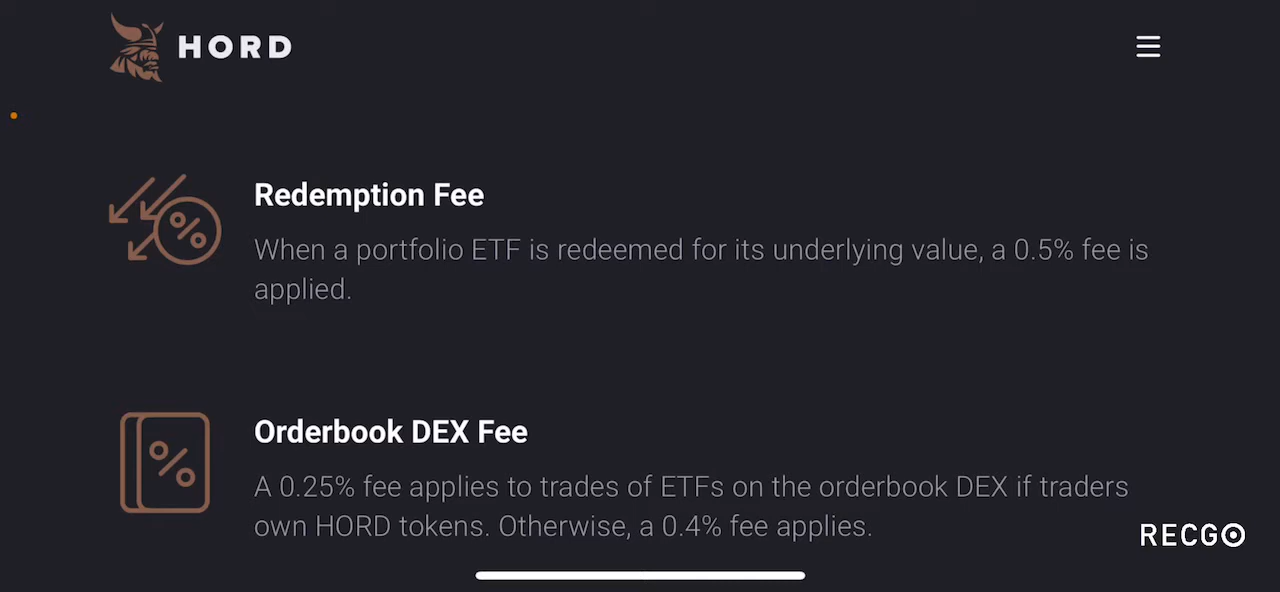 HORD
Redemption Fee
When a portfolio ETF is redeemed for its underlying value, a 0.5% fee is
applied.
Orderbook DEX Fee
A 0.25% fee applies to trades of ETFs on the orderbook DEX if traders
own HORD tokens. Otherwise, a 0.4% fee applies.
RECGO